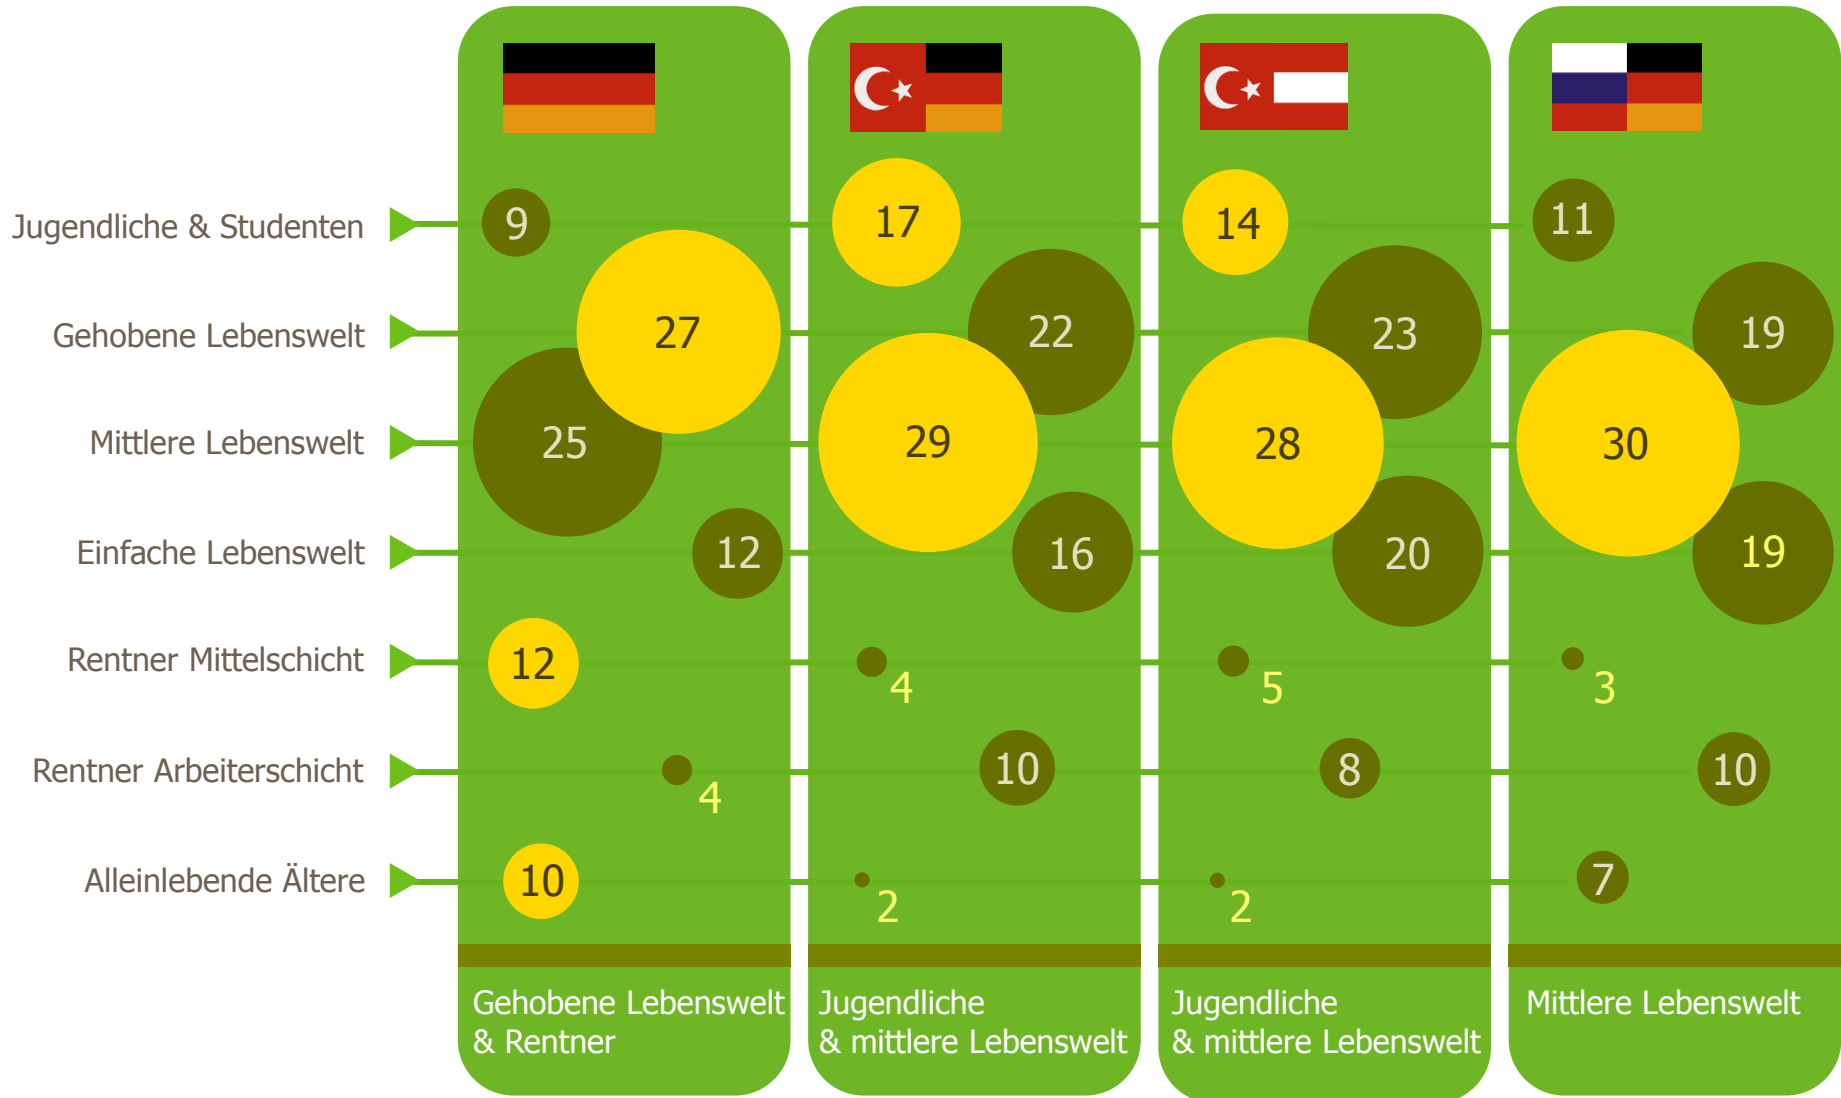 Jugendliche & Studenten
9
17
14
11
Gehobene Lebenswelt
27
22
23
19
Mittlere Lebenswelt
25
29
28
30
Einfache Lebenswelt
12
16
20
19
Rentner Mittelschicht
12
4
5
3
Rentner Arbeiterschicht
4
10
8
10
Alleinlebende Ältere
10
2
2
7
Gehobene Lebenswelt
& Rentner
Jugendliche
& mittlere Lebenswelt
Jugendliche
& mittlere Lebenswelt
Mittlere Lebenswelt